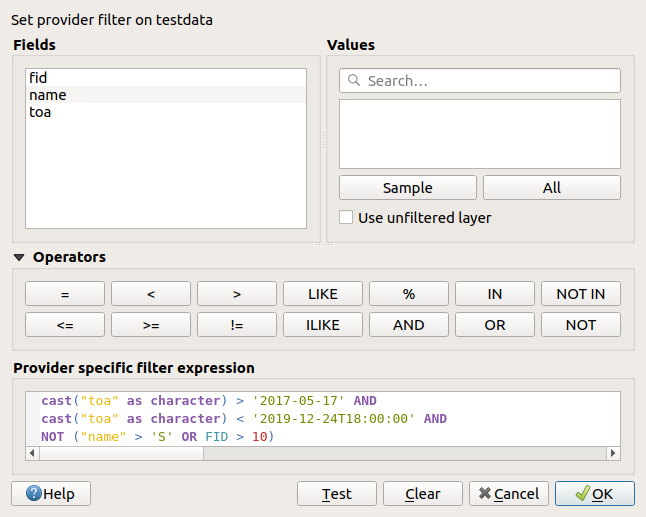 Set provider filter on testdata
Fields
Values
fid
name
toa
Search...
Sample
All
Use unfiltered layer
Operators
=
<
>
LIKE
%
IN
NOT IN
<=
>=
!=
ILIKE
AND
OR
NOT
Provider specific filter expression
cast("toa" as character) > '2017-05-17' AND
cast("toa" as character) < '2019-12-24T18:00:00' AND
NOT ("name" > 'S' OR FID > 10)
Help
Test
Clear
Cancel
OK